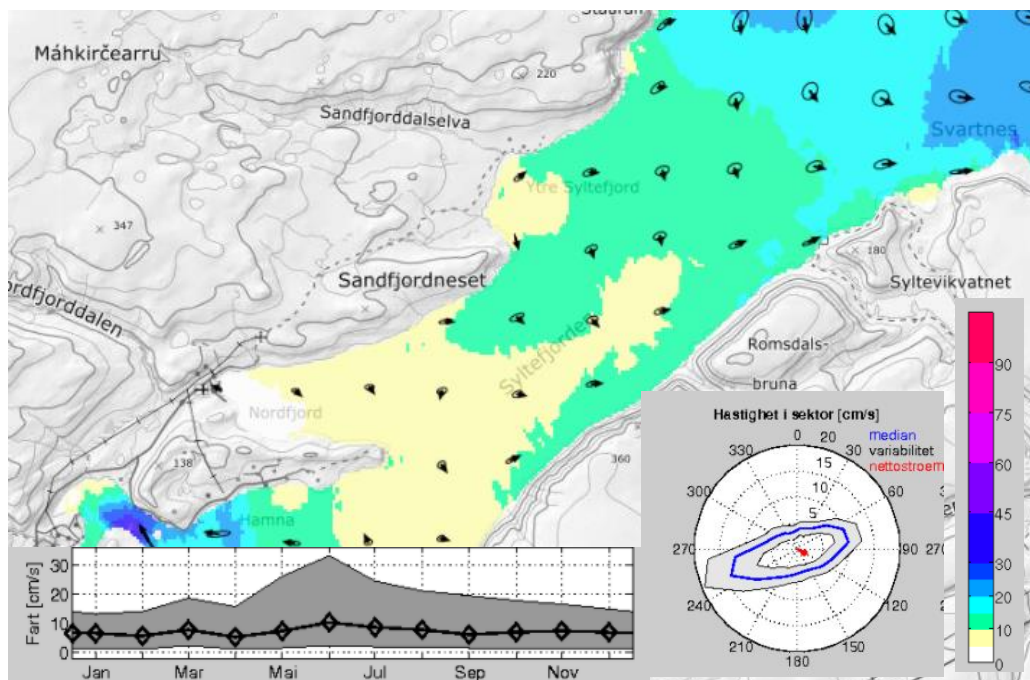 Stauran
Máhkirčearru
220
Sandfjorddalselva
Svartnes
Ytre Syltefjord
347
180
Sandfjordneset
Syltevikvatnet
ordfjorddalen
Syltefjorden
Romsdals-
bruna
Nordfjord
138
360
Hamna
Hastighet i sektor [cm/s]
median
variabilitet
nettostroem
0 20
330 30
15
300 10 60
5
270 90 270
240 120
210 150
180
90
75
60
45
30
20
10
0
Fart [cm/s]
30
20
10
0
Jan Mar Mai Jul Sep Nov